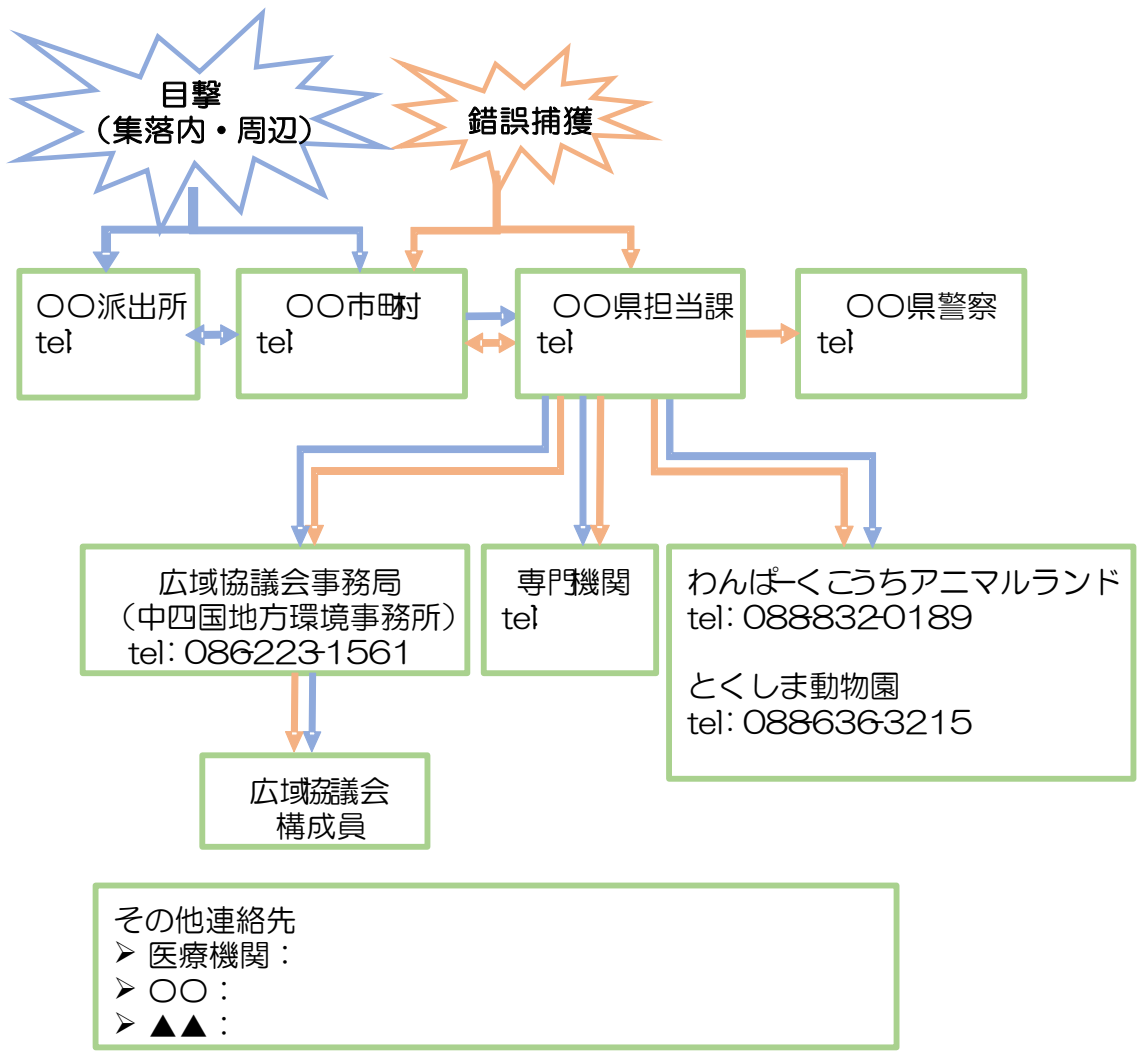 目撃
（集落内・周辺）
錯誤捕獲
〇〇派出所
tel:
〇〇市町村
tel:
〇〇県担当課
tel:
〇〇県警察
tel:
広域協議会事務局
（中四国地方環境事務所）
tel：086-223-1561
専門機関
tel:
わんぱーくこうちアニマルランド
tel：088-832-0189
とくしま動物園
tel：088-636-3215
広域協議会
構成員
その他連絡先
➢ 医療機関：
➢ 〇〇：
➢ ▲▲：